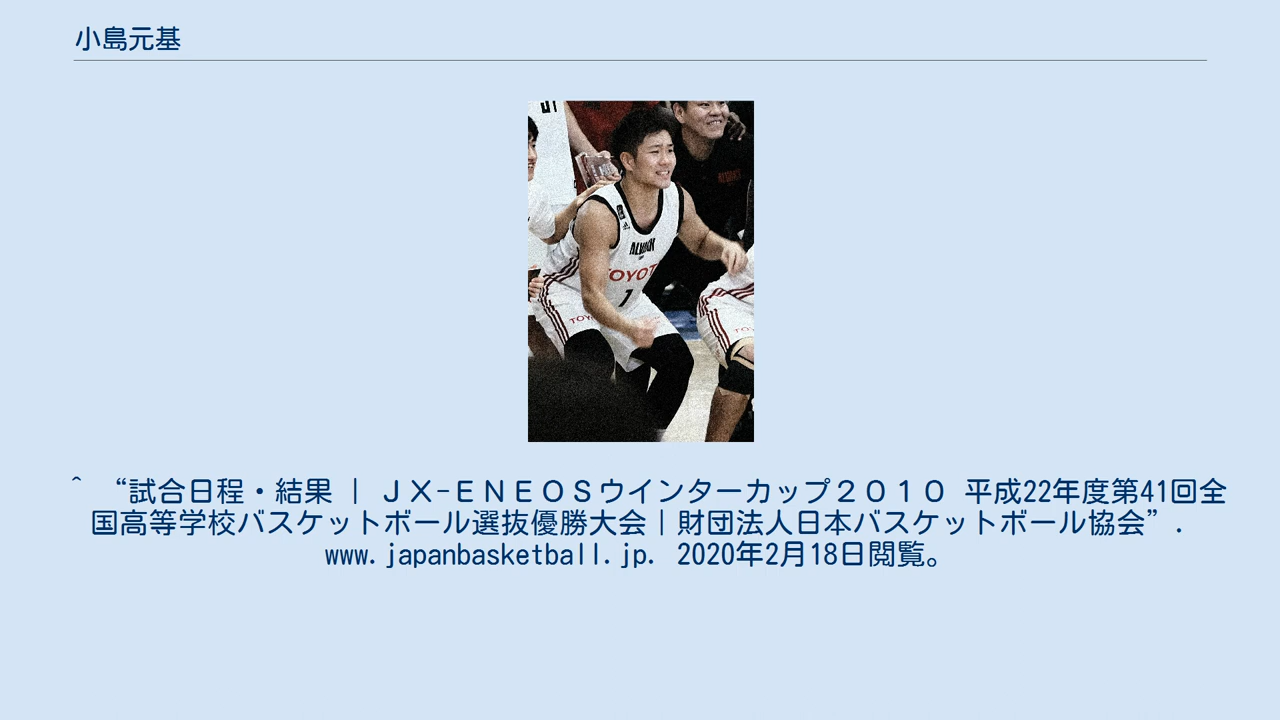 小島元基
TOYOT
1
^ “試合日程・結果 | ＪＸ−ＥＮＥＯＳウインターカップ２０１０ 平成22年度第41回全
国高等学校バスケットボール選抜優勝大会｜財団法人日本バスケットボール協会”.
www.japanbasketball.jp. 2020年2月18日閲覧。